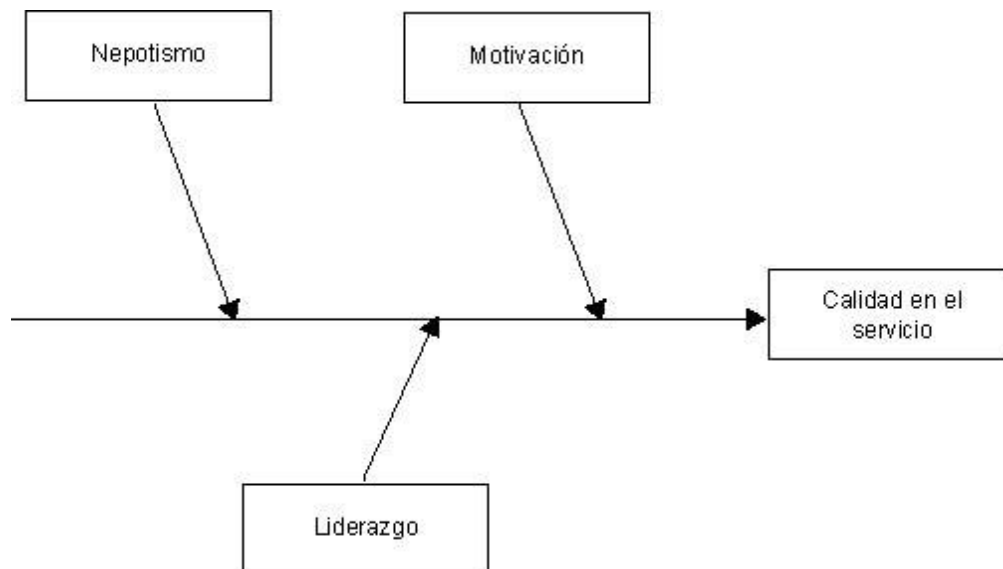 Nepotismo
Motivación
Calidad en el
servicio
Liderazgo